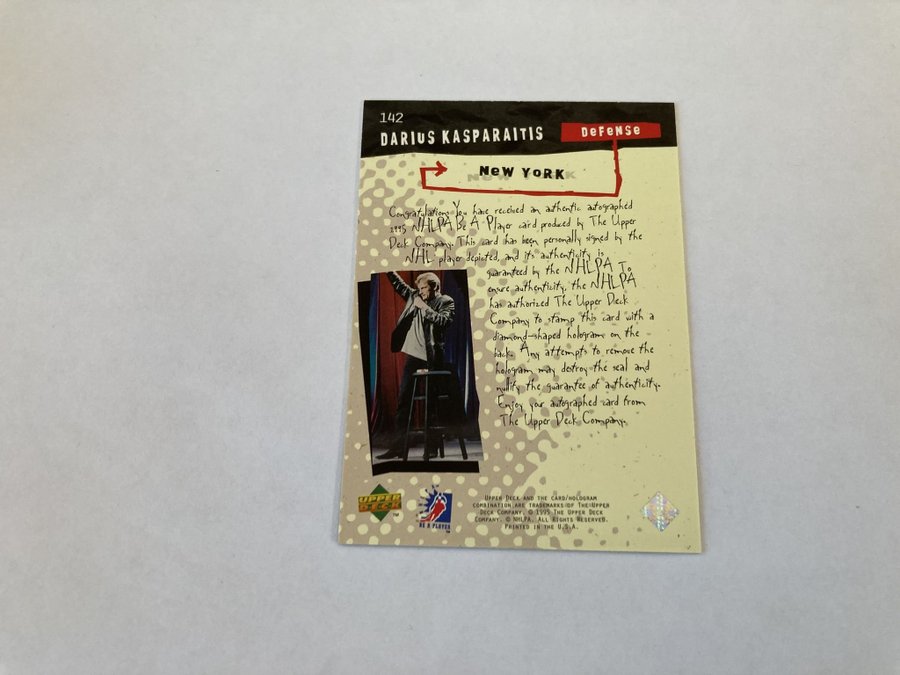 142
DARIUS KASPARAITIS
DEFENSE
NEW YORK
Congratulations You have received an authentic autographed
1995 NHLPA Be A Player card produced by The Upper
Deck Company. This card has been personally signed by the
NHL player depicted, and its authenticity is
guaranteed by the NHLPA To
ensure authenticity, the NHLPA
has authorized The Upper Deck
Company to stamp this card with a
diamond-shaped hologram on the
back. Any attempts to remove the
hologram may destroy the seal and
nullify the guarantee of authenticity.
Enjoy your autographed card from
The Upper Deck Company.
UPPER DECK
TM
BE A PLAYER
UPPER DECK AND THE CARD/HOLOGRAM
COMBINATION ARE TRADEMARKS OF THE UPPER
DECK COMPANY. © 1995 THE UPPER DECK
COMPANY. © NHLPA. ALL RIGHTS RESERVED.
PRINTED IN THE U.S.A.